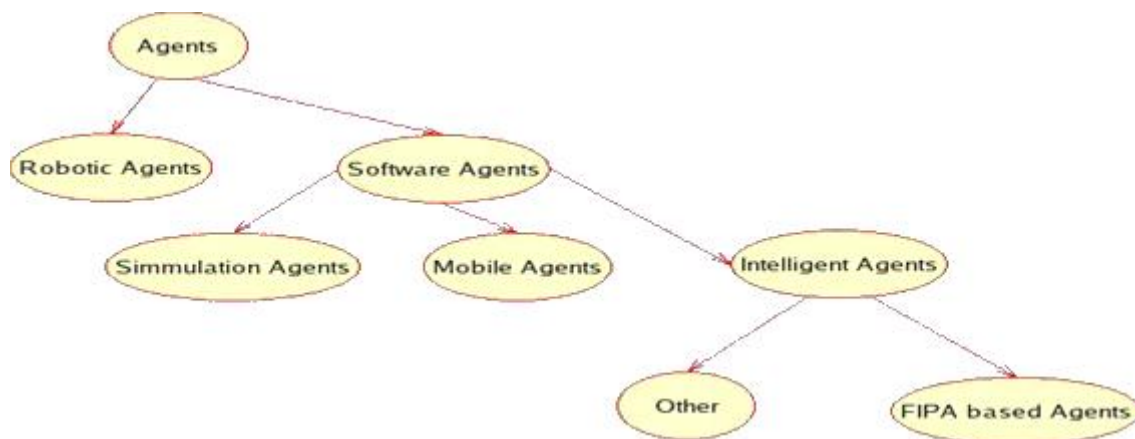 Agents
Robotic Agents
Software Agents
Simmulation Agents
Mobile Agents
Intelligent Agents
Other
FIPA based Agents